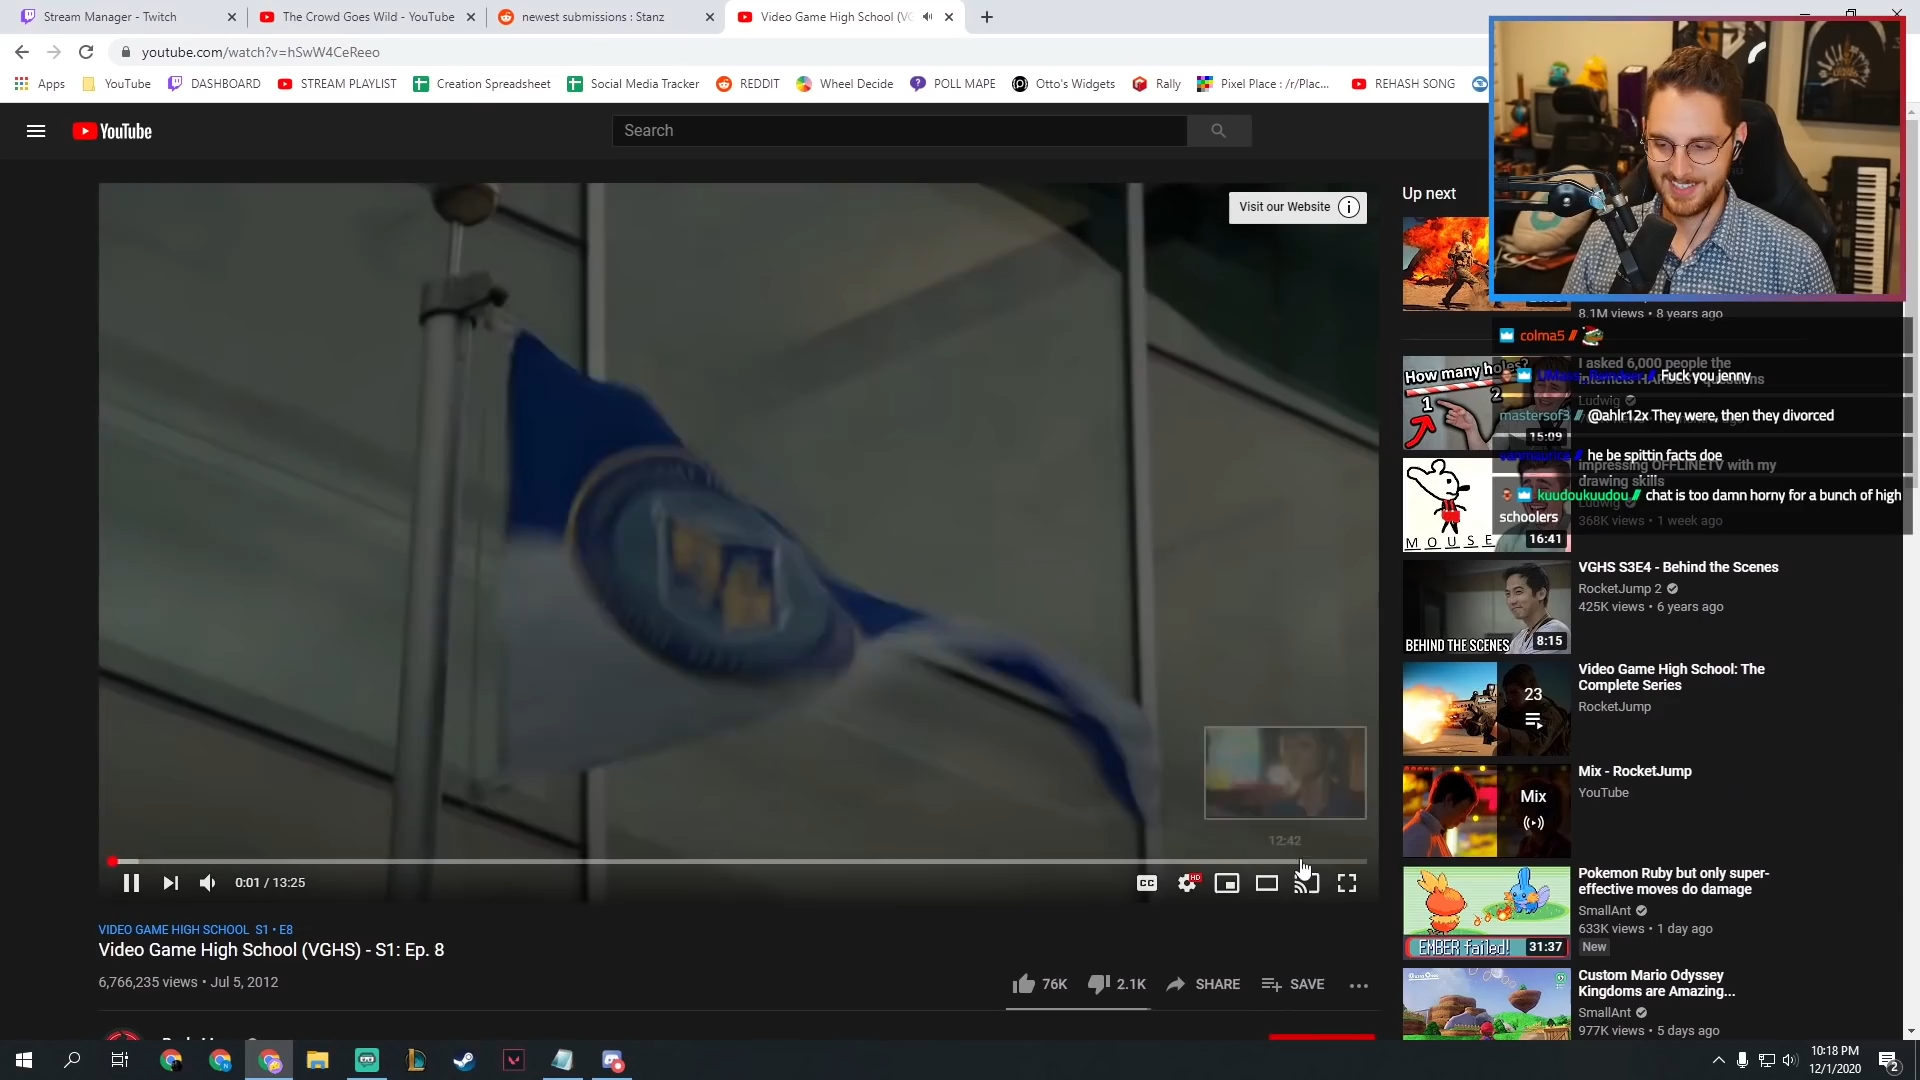 Stream Manager - Twitch
The Crowd Goes Wild - YouTube
newest submissions : Stanz
Video Game High School (VG
youtube.com/watch?v=hSwW4CeReeo
Apps
YouTube
DASHBOARD
STREAM PLAYLIST
Creation Spreadsheet
Social Media Tracker
REDDIT
Wheel Decide
POLL MAPE
Otto's Widgets
Rally
Pixel Place : /r/Plac...
REHASH SONG
YouTube
Search
Visit our Website
12:42
0:01 / 13:25
CC
HD
VIDEO GAME HIGH SCHOOL S1 • E8
Video Game High School (VGHS) - S1: Ep. 8
6,766,235 views • Jul 5, 2012
76K
2.1K
SHARE
SAVE
Up next
8.1M views • 8 years ago
colma5 //
I asked 6,000 people the
Fuck you jenny
Ludwig
How many holes?
1
2
15:09
mastersof3 // @ahlr12x They were, then they divorced
he be spittin facts doe
impressing OFFLINETV with my
drawing skills
kuudoukuudou // chat is too damn horny for a bunch of high
schoolers
Ludwig
368K views • 1 week ago
MOUSE
16:41
VGHS S3E4 - Behind the Scenes
RocketJump 2
425K views • 6 years ago
BEHIND THE SCENES
8:15
Video Game High School: The
Complete Series
RocketJump
23
Mix - RocketJump
YouTube
Mix
Pokemon Ruby but only super-
effective moves do damage
SmallAnt
633K views • 1 day ago
New
EMBER failed!
31:37
Custom Mario Odyssey
Kingdoms are Amazing...
SmallAnt
977K views • 5 days ago
10:18 PM
12/1/2020
2